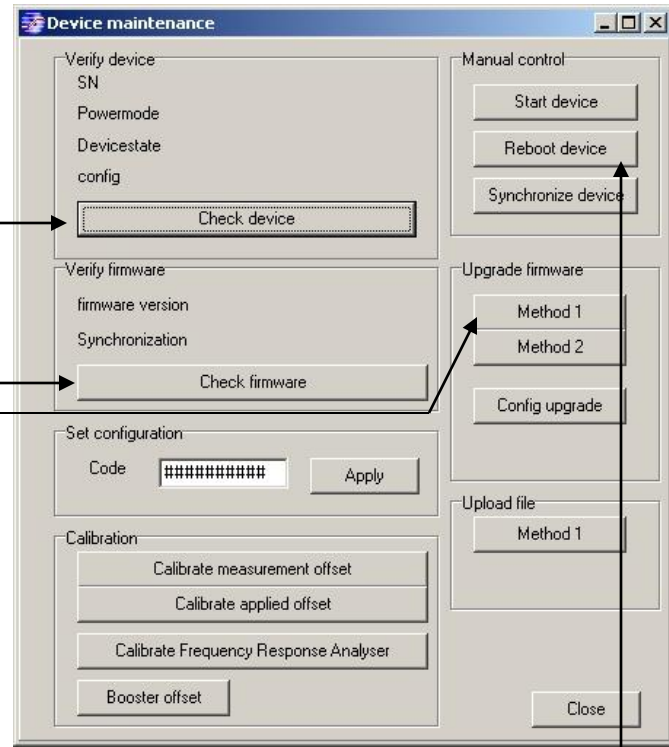 Device maintenance
Verify device
SN
Powermode
Devicestate
config
Check device
Verify firmware
firmware version
Synchronization
Check firmware
Set configuration
Code ########## Apply
Calibration
Calibrate measurement offset
Calibrate applied offset
Calibrate Frequency Response Analyser
Booster offset
Manual control
Start device
Reboot device
Synchronize device
Upgrade firmware
Method 1
Method 2
Config upgrade
Upload file
Method 1
Close